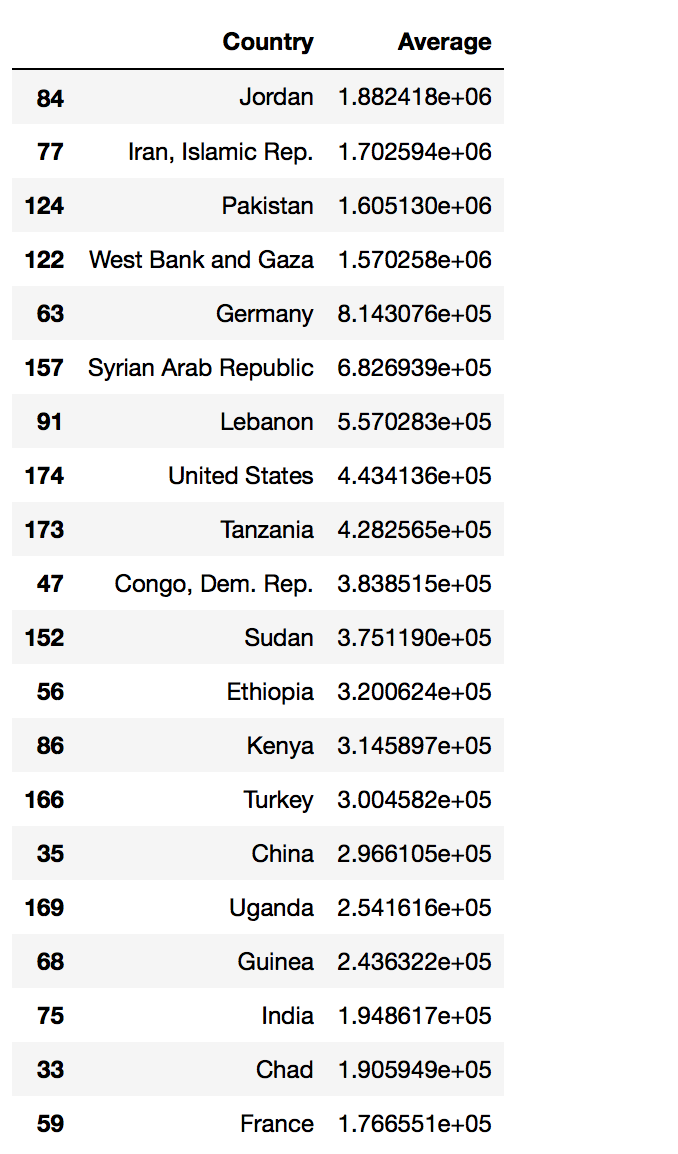 Country Average
84 Jordan 1.882418e+06
77 Iran, Islamic Rep. 1.702594e+06
124 Pakistan 1.605130e+06
122 West Bank and Gaza 1.570258e+06
63 Germany 8.143076e+05
157 Syrian Arab Republic 6.826939e+05
91 Lebanon 5.570283e+05
174 United States 4.434136e+05
173 Tanzania 4.282565e+05
47 Congo, Dem. Rep. 3.838515e+05
152 Sudan 3.751190e+05
56 Ethiopia 3.200624e+05
86 Kenya 3.145897e+05
166 Turkey 3.004582e+05
35 China 2.966105e+05
169 Uganda 2.541616e+05
68 Guinea 2.436322e+05
75 India 1.948617e+05
33 Chad 1.905949e+05
59 France 1.766551e+05